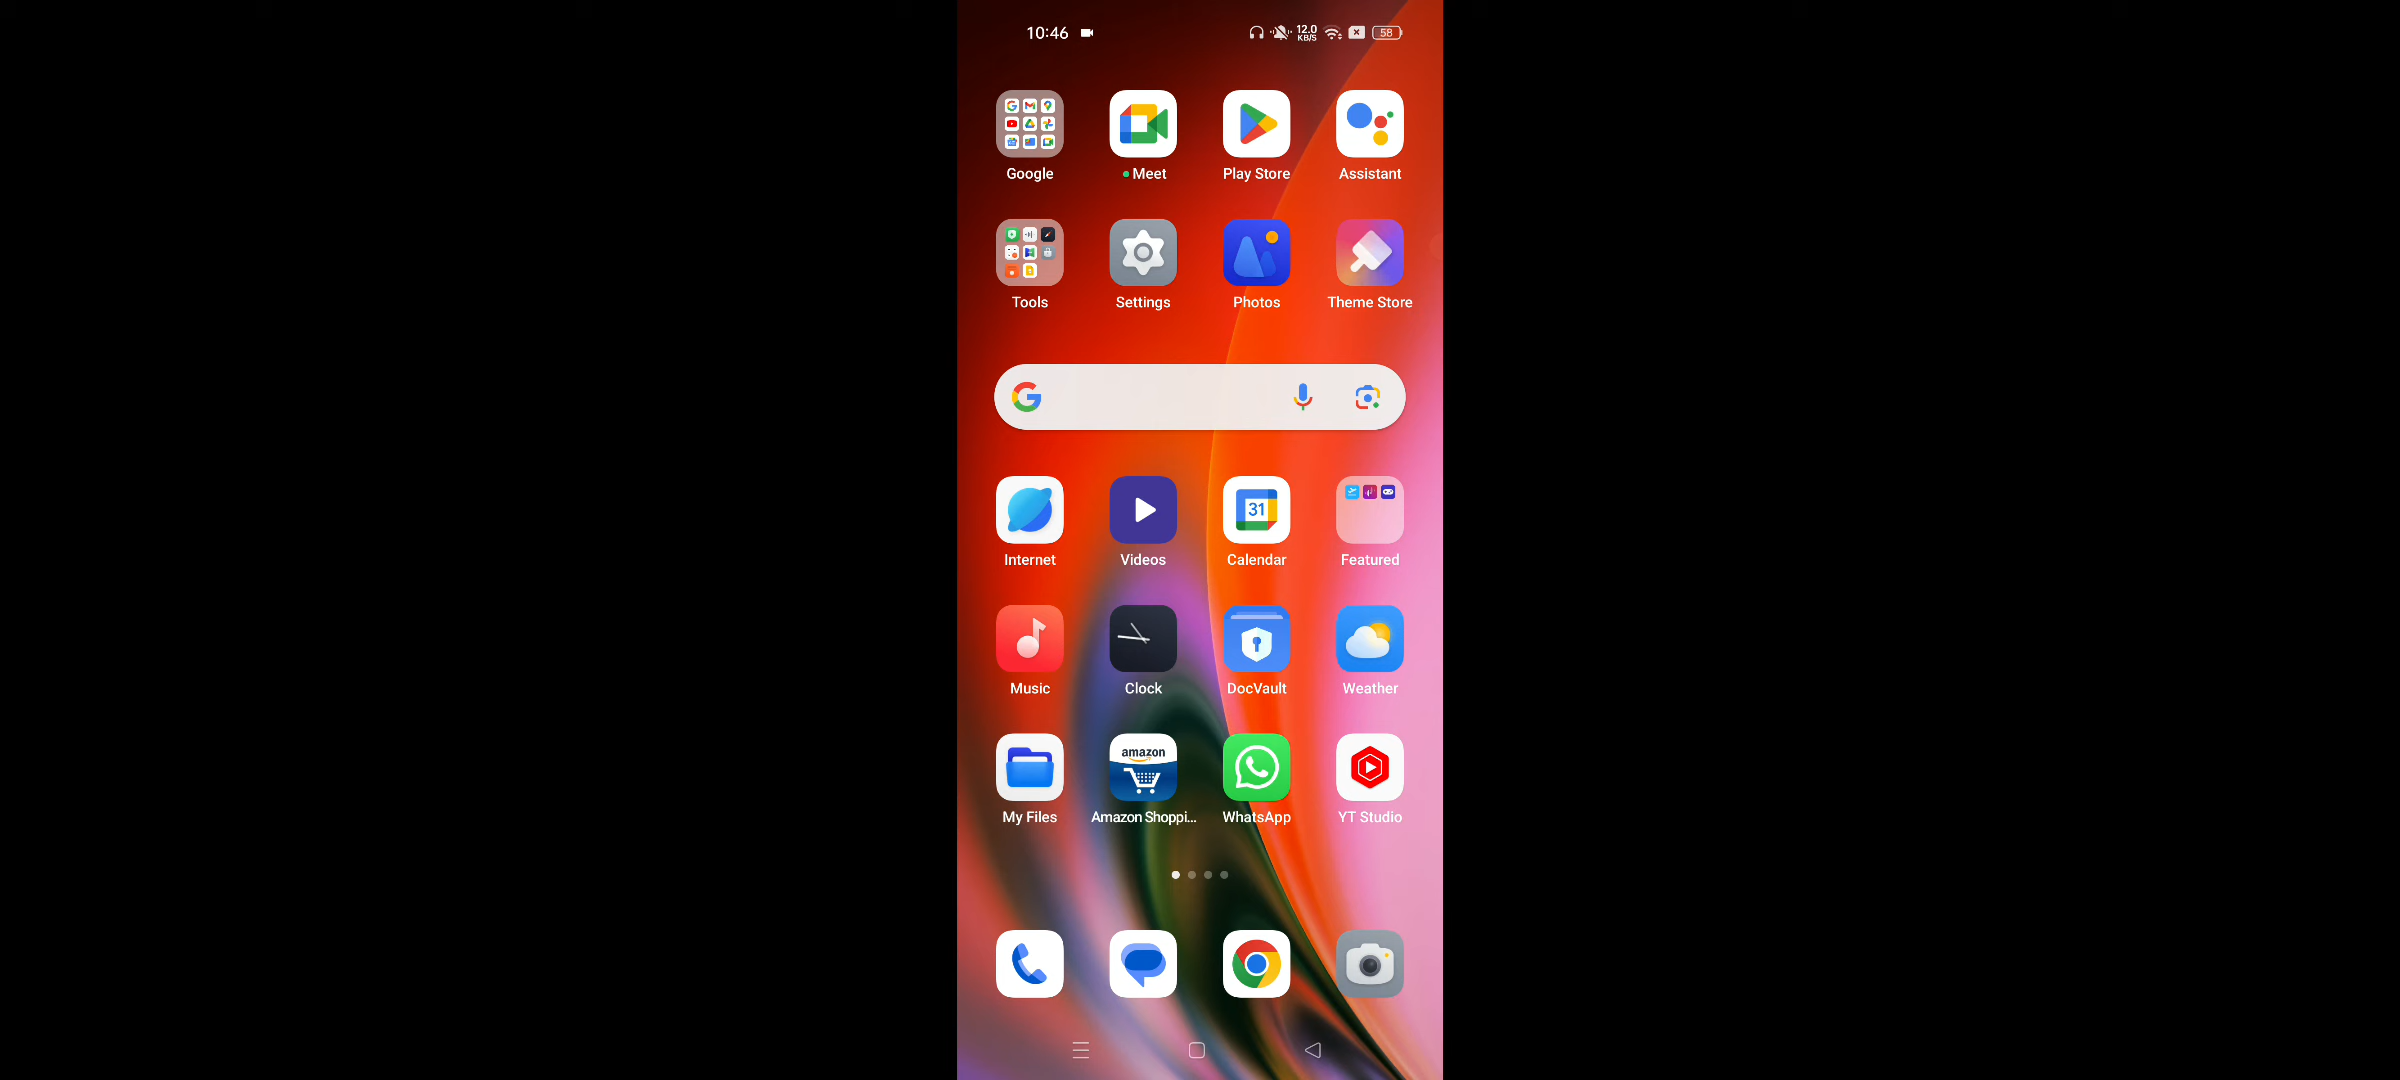 10:46 12.0 KB/S 58
Google Meet Play Store Assistant
Tools Settings Photos Theme Store
31
Internet Videos Calendar Featured
Music Clock DocVault Weather
amazon
My Files Amazon Shoppi... WhatsApp YT Studio